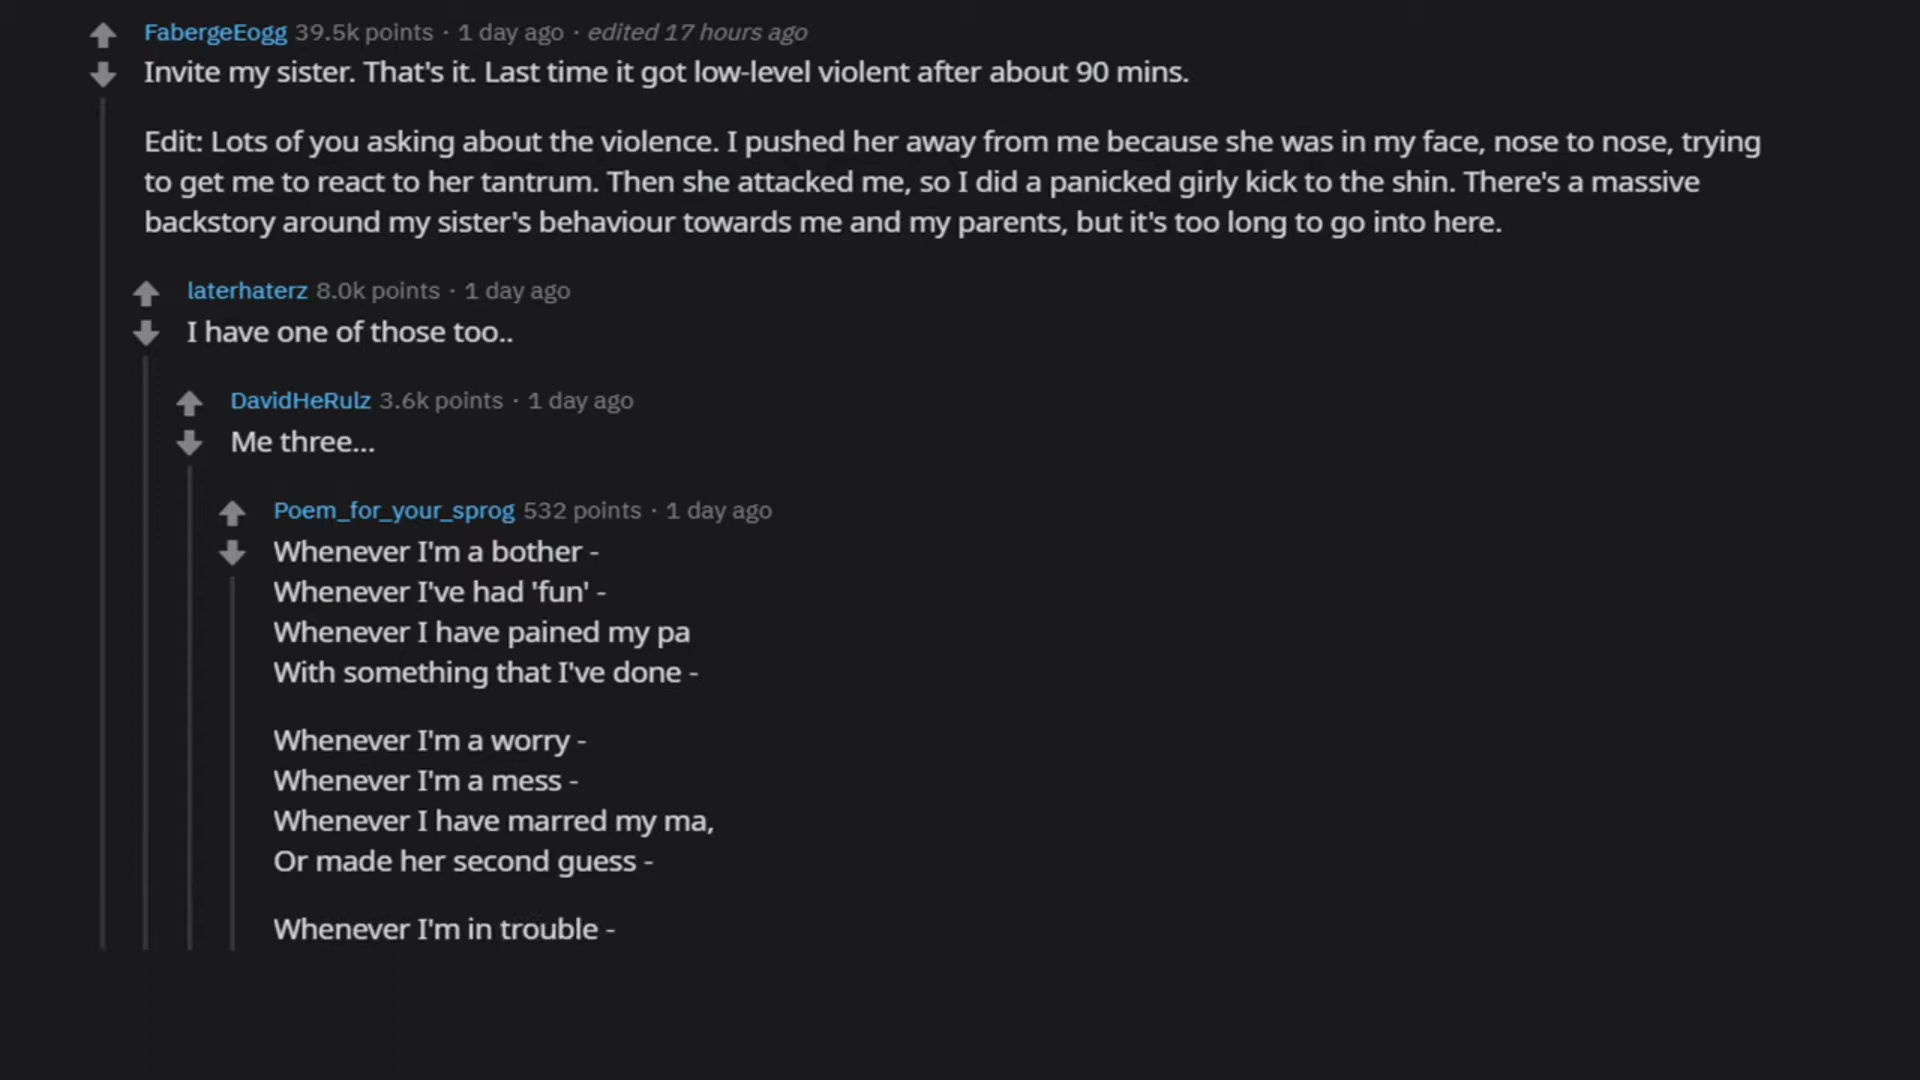 FabergeEogg 39.5k points · 1 day ago · edited 17 hours ago
Invite my sister. That's it. Last time it got low-level violent after about 90 mins.
Edit: Lots of you asking about the violence. I pushed her away from me because she was in my face, nose to nose, trying
to get me to react to her tantrum. Then she attacked me, so I did a panicked girly kick to the shin. There's a massive
backstory around my sister's behaviour towards me and my parents, but it's too long to go into here.
laterhaterz 8.0k points · 1 day ago
I have one of those too..
DavidHeRulz 3.6k points · 1 day ago
Me three...
Poem_for_your_sprog 532 points · 1 day ago
Whenever I'm a bother -
Whenever I've had 'fun' -
Whenever I have pained my pa
With something that I've done -
Whenever I'm a worry -
Whenever I'm a mess -
Whenever I have marred my ma,
Or made her second guess -
Whenever I'm in trouble -